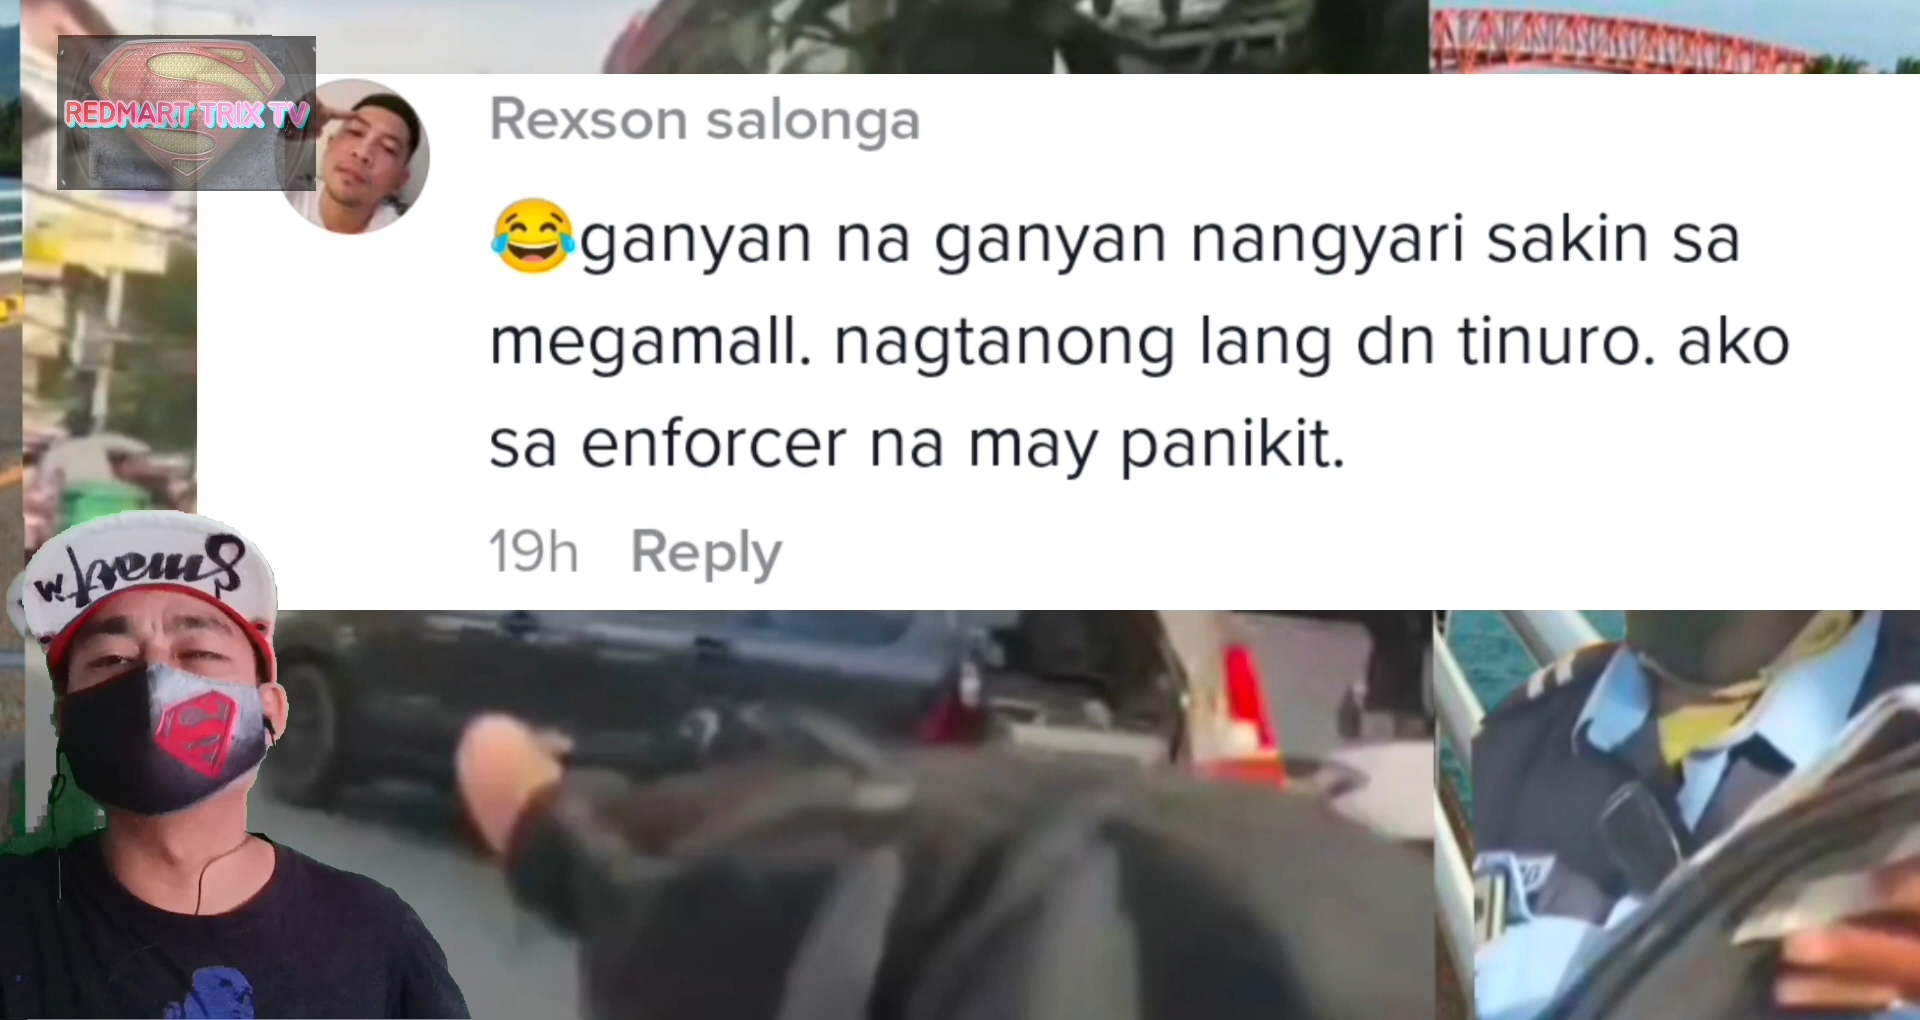 REDMART TRIX TV
Rexson salonga
😂ganyan na ganyan nangyari sakin sa
megamall. nagtanong lang dn tinuro. ako
sa enforcer na may panikit.
19h Reply
Smart™